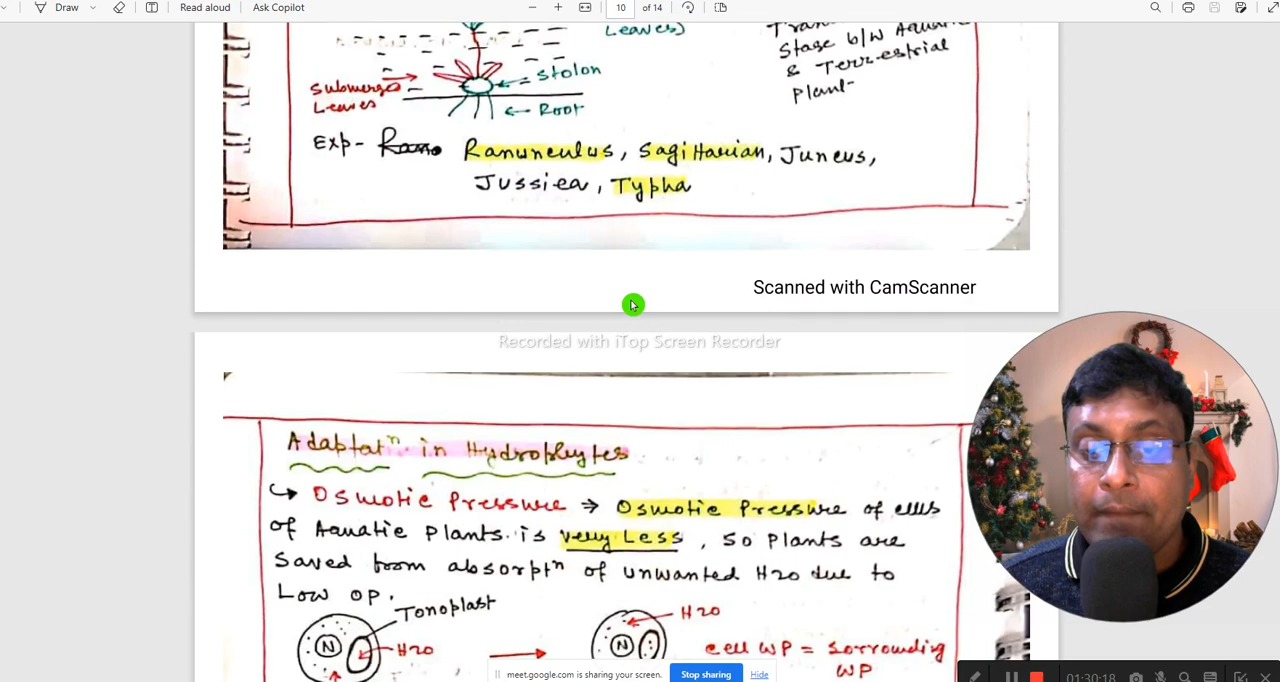 Draw
Read aloud
Ask Copilot
10
of 14
Leaves)
Stage b/w Aquatic
& Terrestrial
Plant
Submerge
Leaves
Stolon
Root
Exp- Ranunculus, Sagittarian, Juncus,
Jussiea, Typha
Scanned with CamScanner
Recorded with iTop Screen Recorder
Adaptatn. in Hydrophytes
Osmotic Pressure → Osmotic Pressure of cells
of Aquatic Plants. is very Less, so plants are
Saved from absorptn of unwanted H2O due to
Low OP.
Tonoplast
N
H2O
N
H2O
cell WP = Sorrounding
WP
meet.google.com is sharing your screen.
Stop sharing
Hide
01:30:18